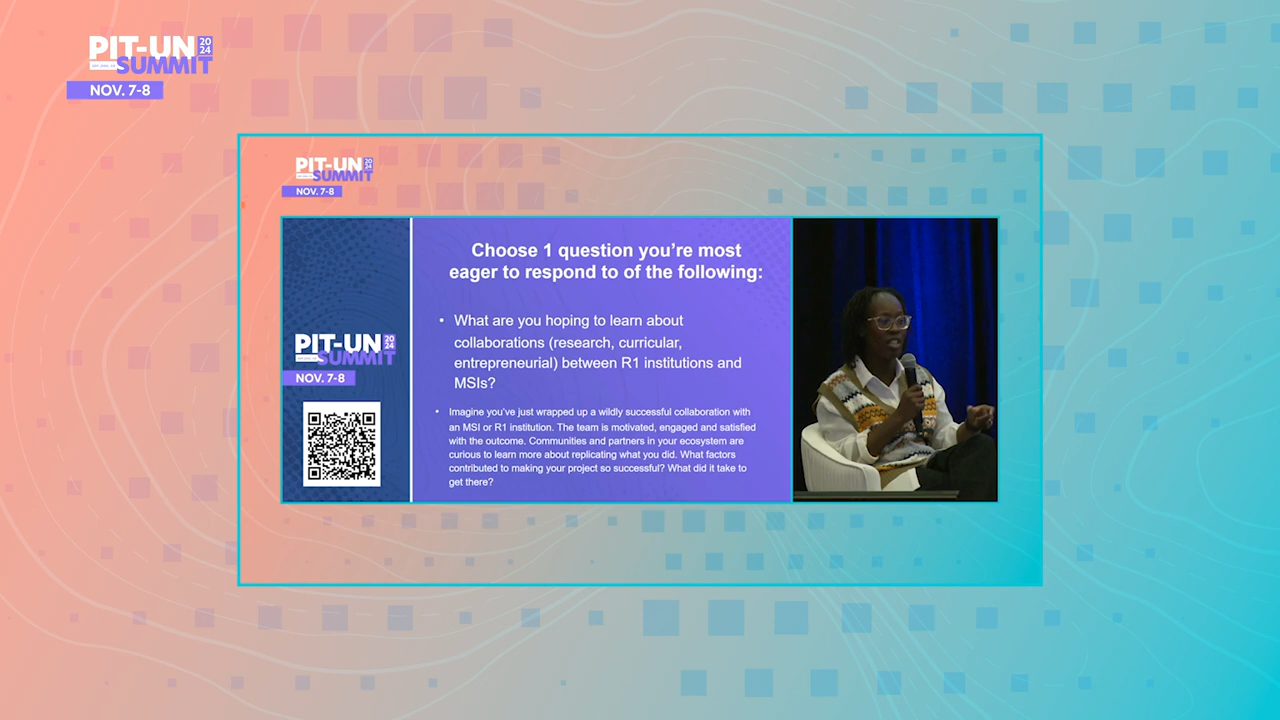 PIT-UN 2024
SUMMIT
NOV. 7-8
PIT-UN 2024
SUMMIT
NOV. 7-8
PIT-UN 2024
SUMMIT
NOV. 7-8
Choose 1 question you’re most
eager to respond to of the following:
• What are you hoping to learn about
collaborations (research, curricular,
entrepreneurial) between R1 institutions and
MSIs?
• Imagine you’ve just wrapped up a wildly successful collaboration with
an MSI or R1 institution. The team is motivated, engaged and satisfied
with the outcome. Communities and partners in your ecosystem are
curious to learn more about replicating what you did. What factors
contributed to making your project so successful? What did it take to
get there?